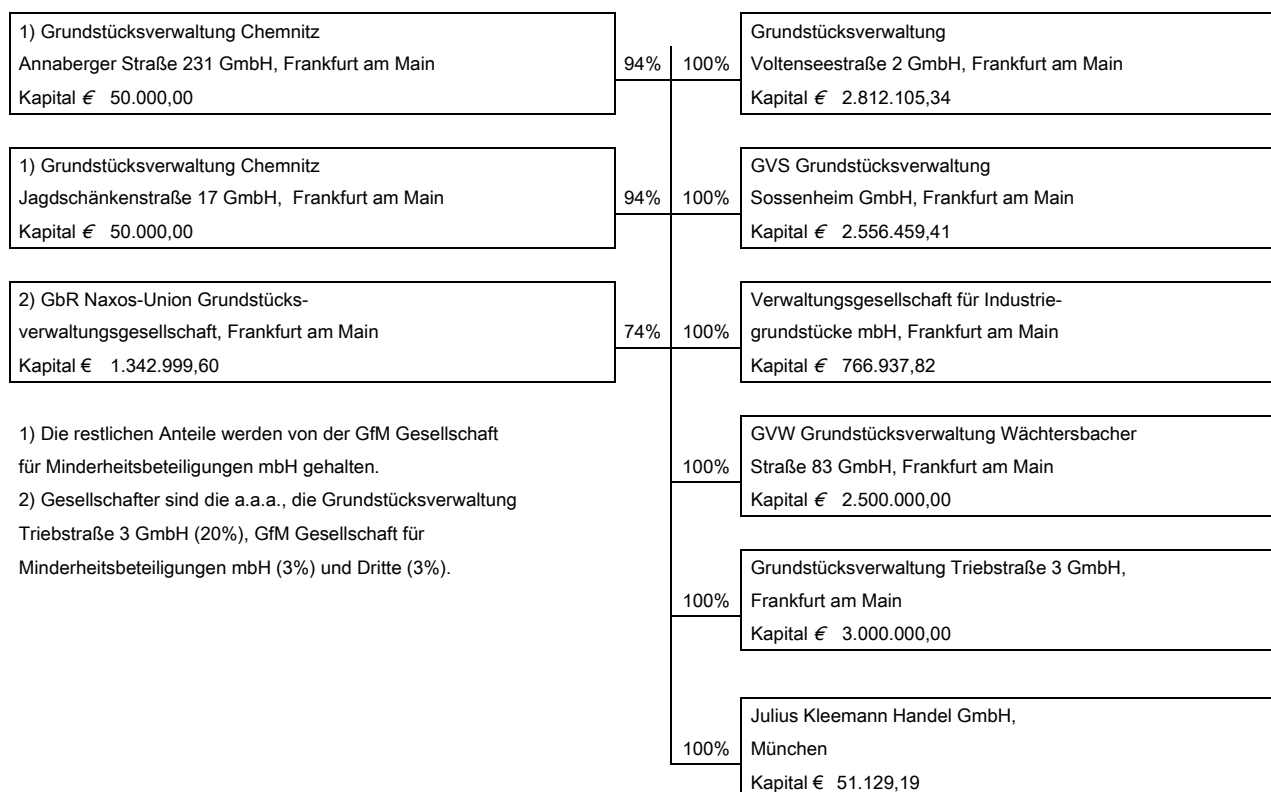 1) Grundstücksverwaltung Chemnitz
Annaberger Straße 231 GmbH, Frankfurt am Main
Kapital € 50.000,00
94%
100%
Grundstücksverwaltung
Voltenseestraße 2 GmbH, Frankfurt am Main
Kapital € 2.812.105,34
1) Grundstücksverwaltung Chemnitz
Jagdschänkenstraße 17 GmbH, Frankfurt am Main
Kapital € 50.000,00
94%
100%
GVS Grundstücksverwaltung
Sossenheim GmbH, Frankfurt am Main
Kapital € 2.556.459,41
2) GbR Naxos-Union Grundstücks-
verwaltungsgesellschaft, Frankfurt am Main
Kapital € 1.342.999,60
74%
100%
Verwaltungsgesellschaft für Industrie-
grundstücke mbH, Frankfurt am Main
Kapital € 766.937,82
1) Die restlichen Anteile werden von der GfM Gesellschaft
für Minderheitsbeteiligungen mbH gehalten.
2) Gesellschafter sind die a.a.a., die Grundstücksverwaltung
Triebstraße 3 GmbH (20%), GfM Gesellschaft für
Minderheitsbeteiligungen mbH (3%) und Dritte (3%).
100%
GVW Grundstücksverwaltung Wächtersbacher
Straße 83 GmbH, Frankfurt am Main
Kapital € 2.500.000,00
100%
Grundstücksverwaltung Triebstraße 3 GmbH,
Frankfurt am Main
Kapital € 3.000.000,00
100%
Julius Kleemann Handel GmbH,
München
Kapital € 51.129,19